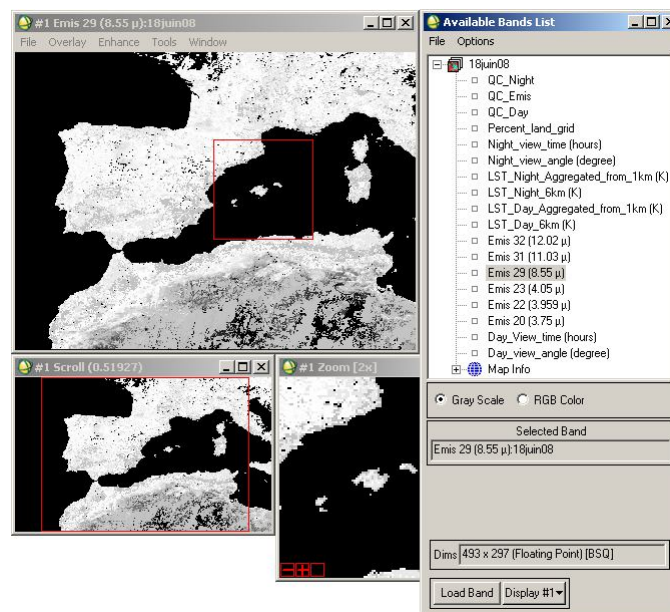 #1 Emis 29 (8.55 µ):18juin08
File Overlay Enhance Tools Window
#1 Scroll (0.51927)
#1 Zoom [2x]
Available Bands List
File Options
18juin08
QC_Night
QC_Emis
QC_Day
Percent_land_grid
Night_view_time (hours)
Night_view_angle (degree)
LST_Night_Aggregated_from_1km (K)
LST_Night_6km (K)
LST_Day_Aggregated_from_1km (K)
LST_Day_6km (K)
Emis 32 (12.02 µ)
Emis 31 (11.03 µ)
Emis 29 (8.55 µ)
Emis 23 (4.05 µ)
Emis 22 (3.959 µ)
Emis 20 (3.75 µ)
Day_View_time (hours)
Day_view_angle (degree)
Map Info
Gray Scale RGB Color
Selected Band
Emis 29 (8.55 µ):18juin08
Dims 493 x 297 (Floating Point) [BSQ]
Load Band Display #1